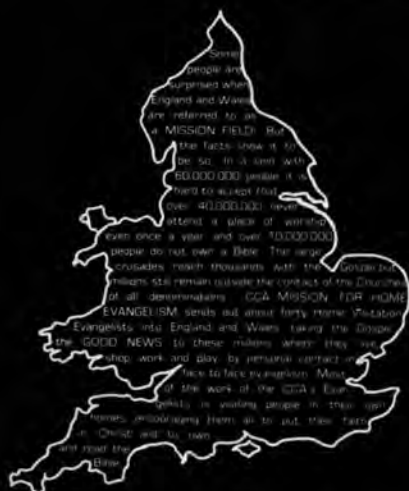 Some
people are
surprised when
England and Wales
are referred to as
a MISSION FIELD! But
the facts show it to
be so. In a land with
60,000,000 people it is
hard to accept that
over 40,000,000 never
attend a place of worship
even once a year and over 10,000,000
people do not own a Bible. The large
crusades reach thousands with the Gospel but
millions still remain outside the contact of the Churches
of all denominations. CCA MISSION FOR HOME
EVANGELISM sends out about forty Home Visitation
Evangelists into England and Wales taking the Gospel
the GOOD NEWS to these millions where they live,
shop, work and play, by personal contact in
face to face evangelism. Most
of the work of the CCA's Evan-
gelists is visiting people in their own
homes, encouraging them all to put their faith
in Christ and to own
and read the
Bible.